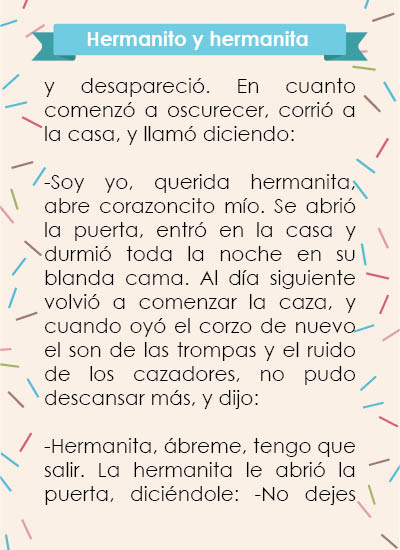 Hermanito y hermanita
y desapareció. En cuanto
comenzó a oscurecer, corrió a
la casa, y llamó diciendo:
-Soy yo, querida hermanita,
abre corazoncito mío. Se abrió
la puerta, entró en la casa y
durmió toda la noche en su
blanda cama. Al día siguiente
volvió a comenzar la caza, y
cuando oyó el corzo de nuevo
el son de las trompas y el ruido
de los cazadores, no pudo
descansar más, y dijo:
-Hermanita, ábreme, tengo que
salir. La hermanita le abrió la
puerta, diciéndole: -No dejes